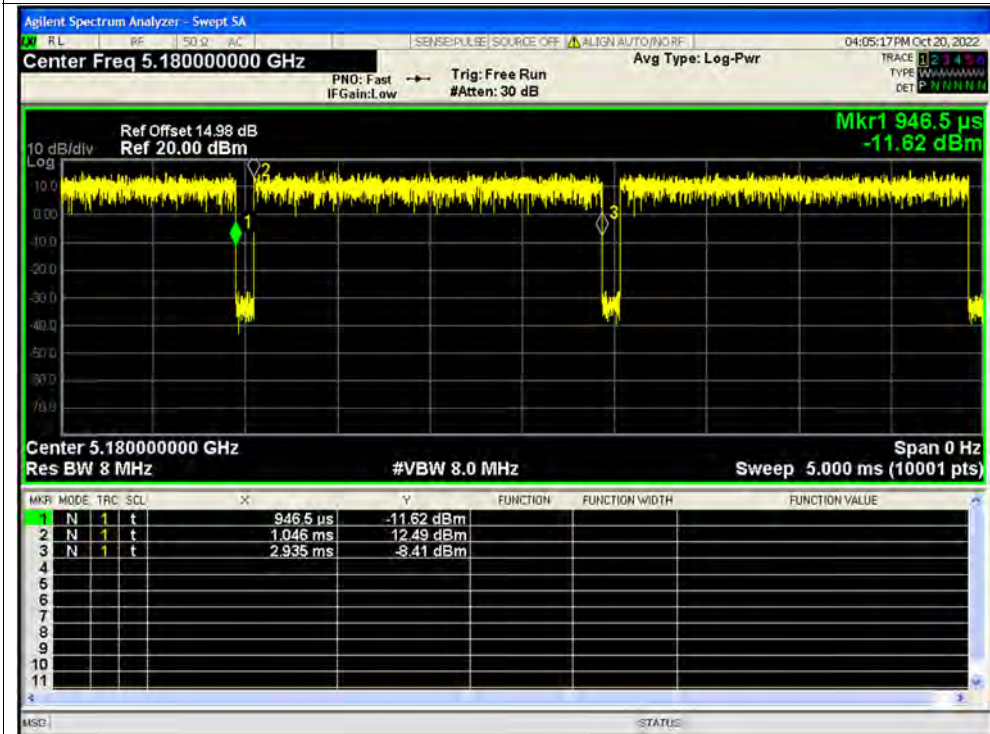 Agilent Spectrum Analyzer - Swept SA
RL RF 50 Ω AC SENSE:PULSE SOURCE OFF ALIGN AUTO/NO RF 04:05:17 PM Oct 20, 2022
Center Freq 5.180000000 GHz Avg Type: Log-Pwr TRACE 1 2 3 4 5 6
PNO: Fast Trig: Free Run TYPE
IFGain:Low #Atten: 30 dB DET P N N N N N
Mkr1 946.5 µs
Ref Offset 14.98 dB
10 dB/div Ref 20.00 dBm -11.62 dBm
Log
10.0
0.00
-10.0
-20.0
-30.0
-40.0
-50.0
1
2
3
Center 5.180000000 GHz Span 0 Hz
Res BW 8 MHz #VBW 8.0 MHz Sweep 5.000 ms (10001 pts)
MKR MODE TRC SCL X Y FUNCTION FUNCTION WIDTH FUNCTION VALUE
1 N 1 t 946.5 µs -11.62 dBm
2 N 1 t 1.046 ms 12.49 dBm
3 N 1 t 2.935 ms -8.41 dBm
4
5
6
7
8
9
10
11
MSG STATUS